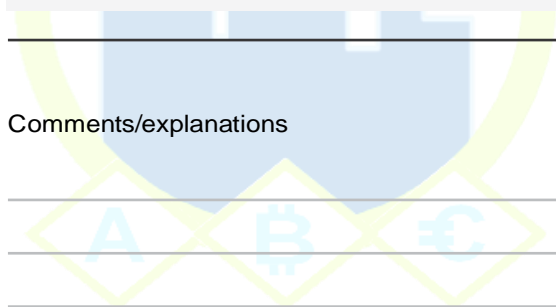 Comments/explanations
A ₿ €